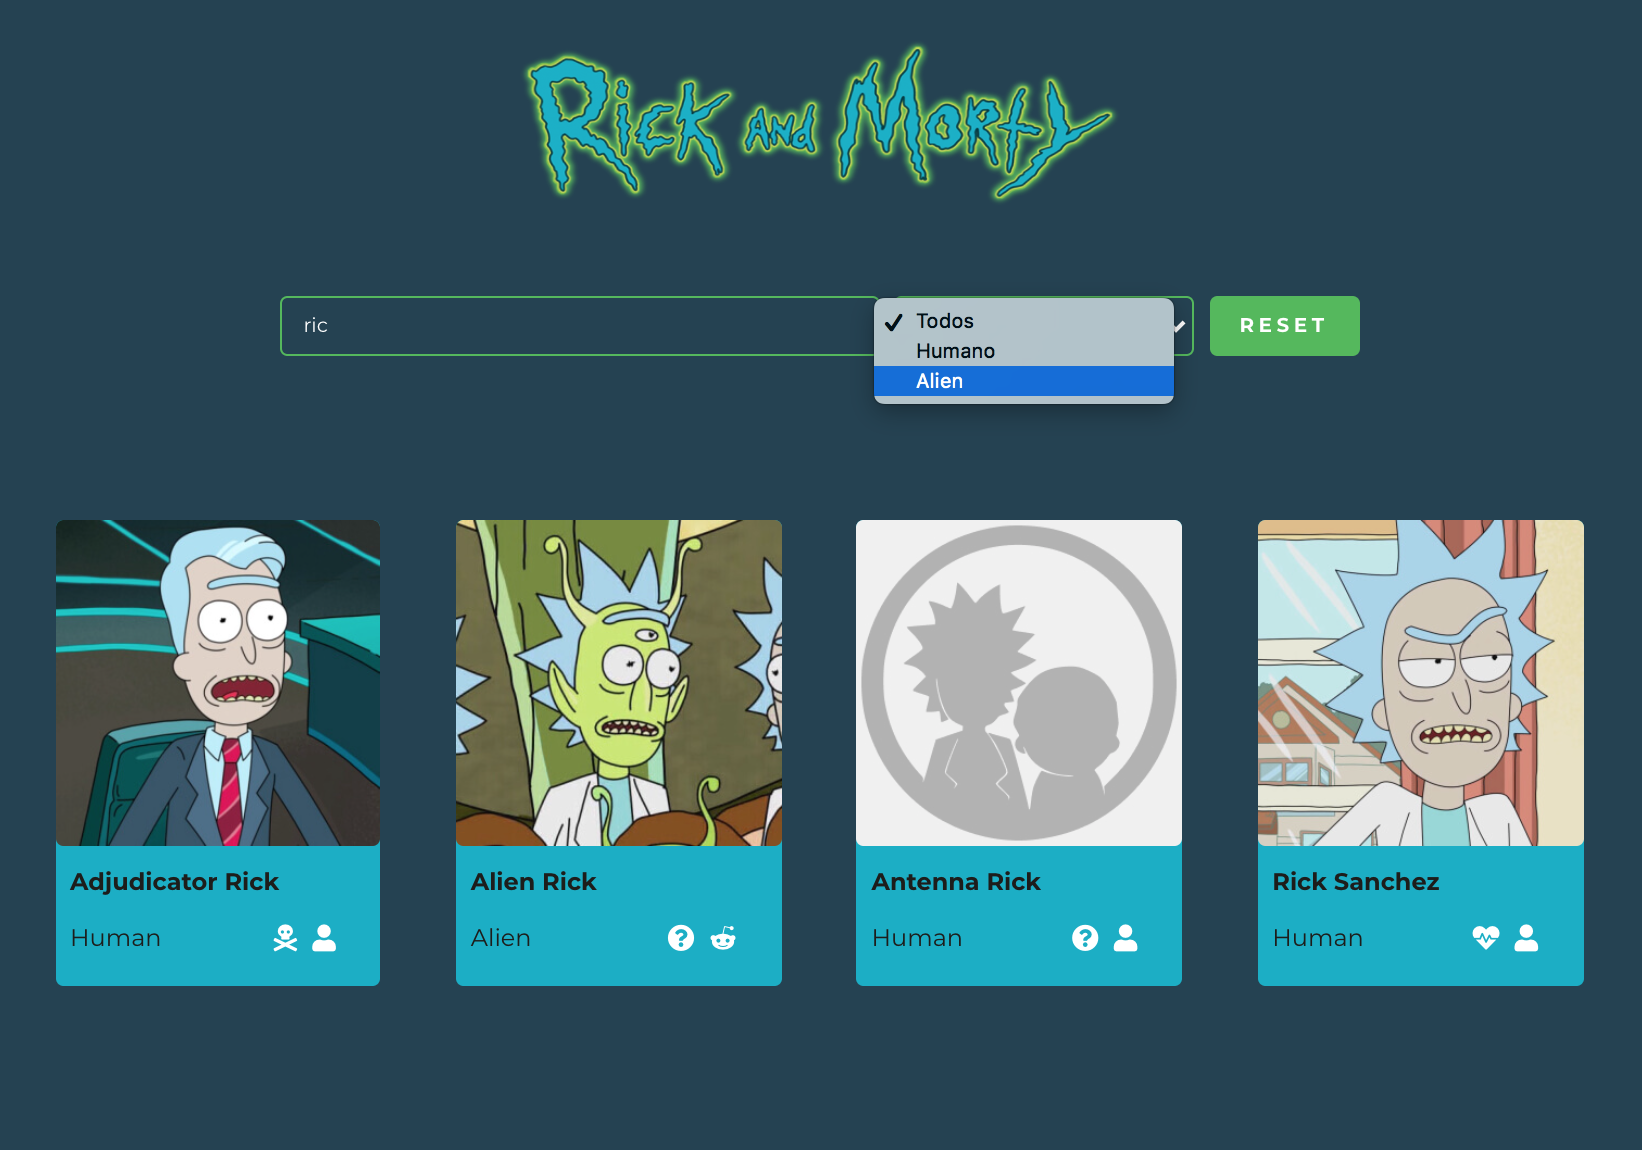 Rick and Morty
ric
Todos
Humano
Alien
RESET
Adjudicator Rick
Human
Alien Rick
Alien
Antenna Rick
Human
Rick Sanchez
Human